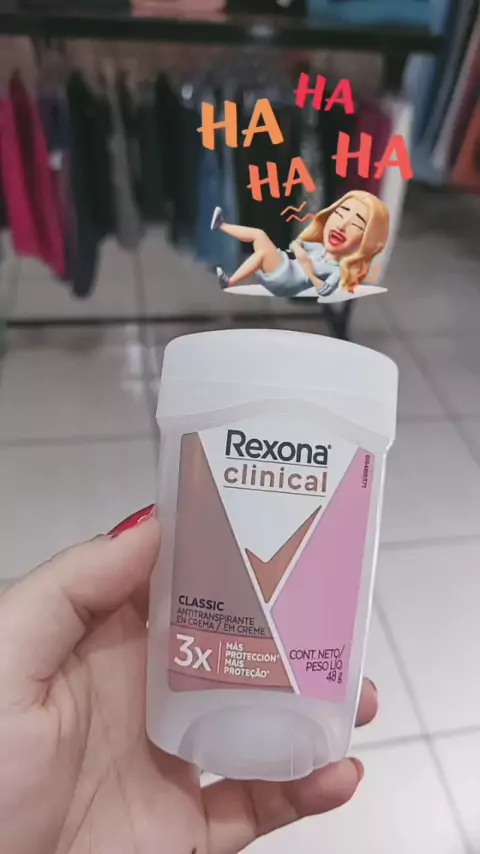 HA
HA
HA
HA
Rexona
clinical
CLASSIC
ANTITRANSPIRANTE
EN CREMA / EM CREME
3x
MÁS
PROTECCIÓN*
MAIS
PROTEÇÃO*
CONT. NETO/
PESO LÍQ.
48 g